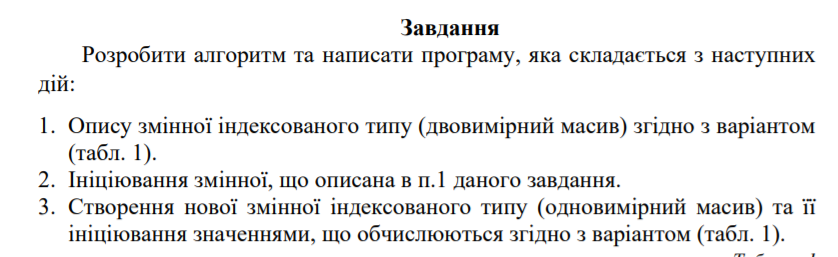 Завдання
Розробити алгоритм та написати програму, яка складається з наступних
дій:
1. Опису змінної індексованого типу (двовимірний масив) згідно з варіантом
(табл. 1).
2. Ініціювання змінної, що описана в п.1 даного завдання.
3. Створення нової змінної індексованого типу (одновимірний масив) та її
ініціювання значеннями, що обчислюються згідно з варіантом (табл. 1).